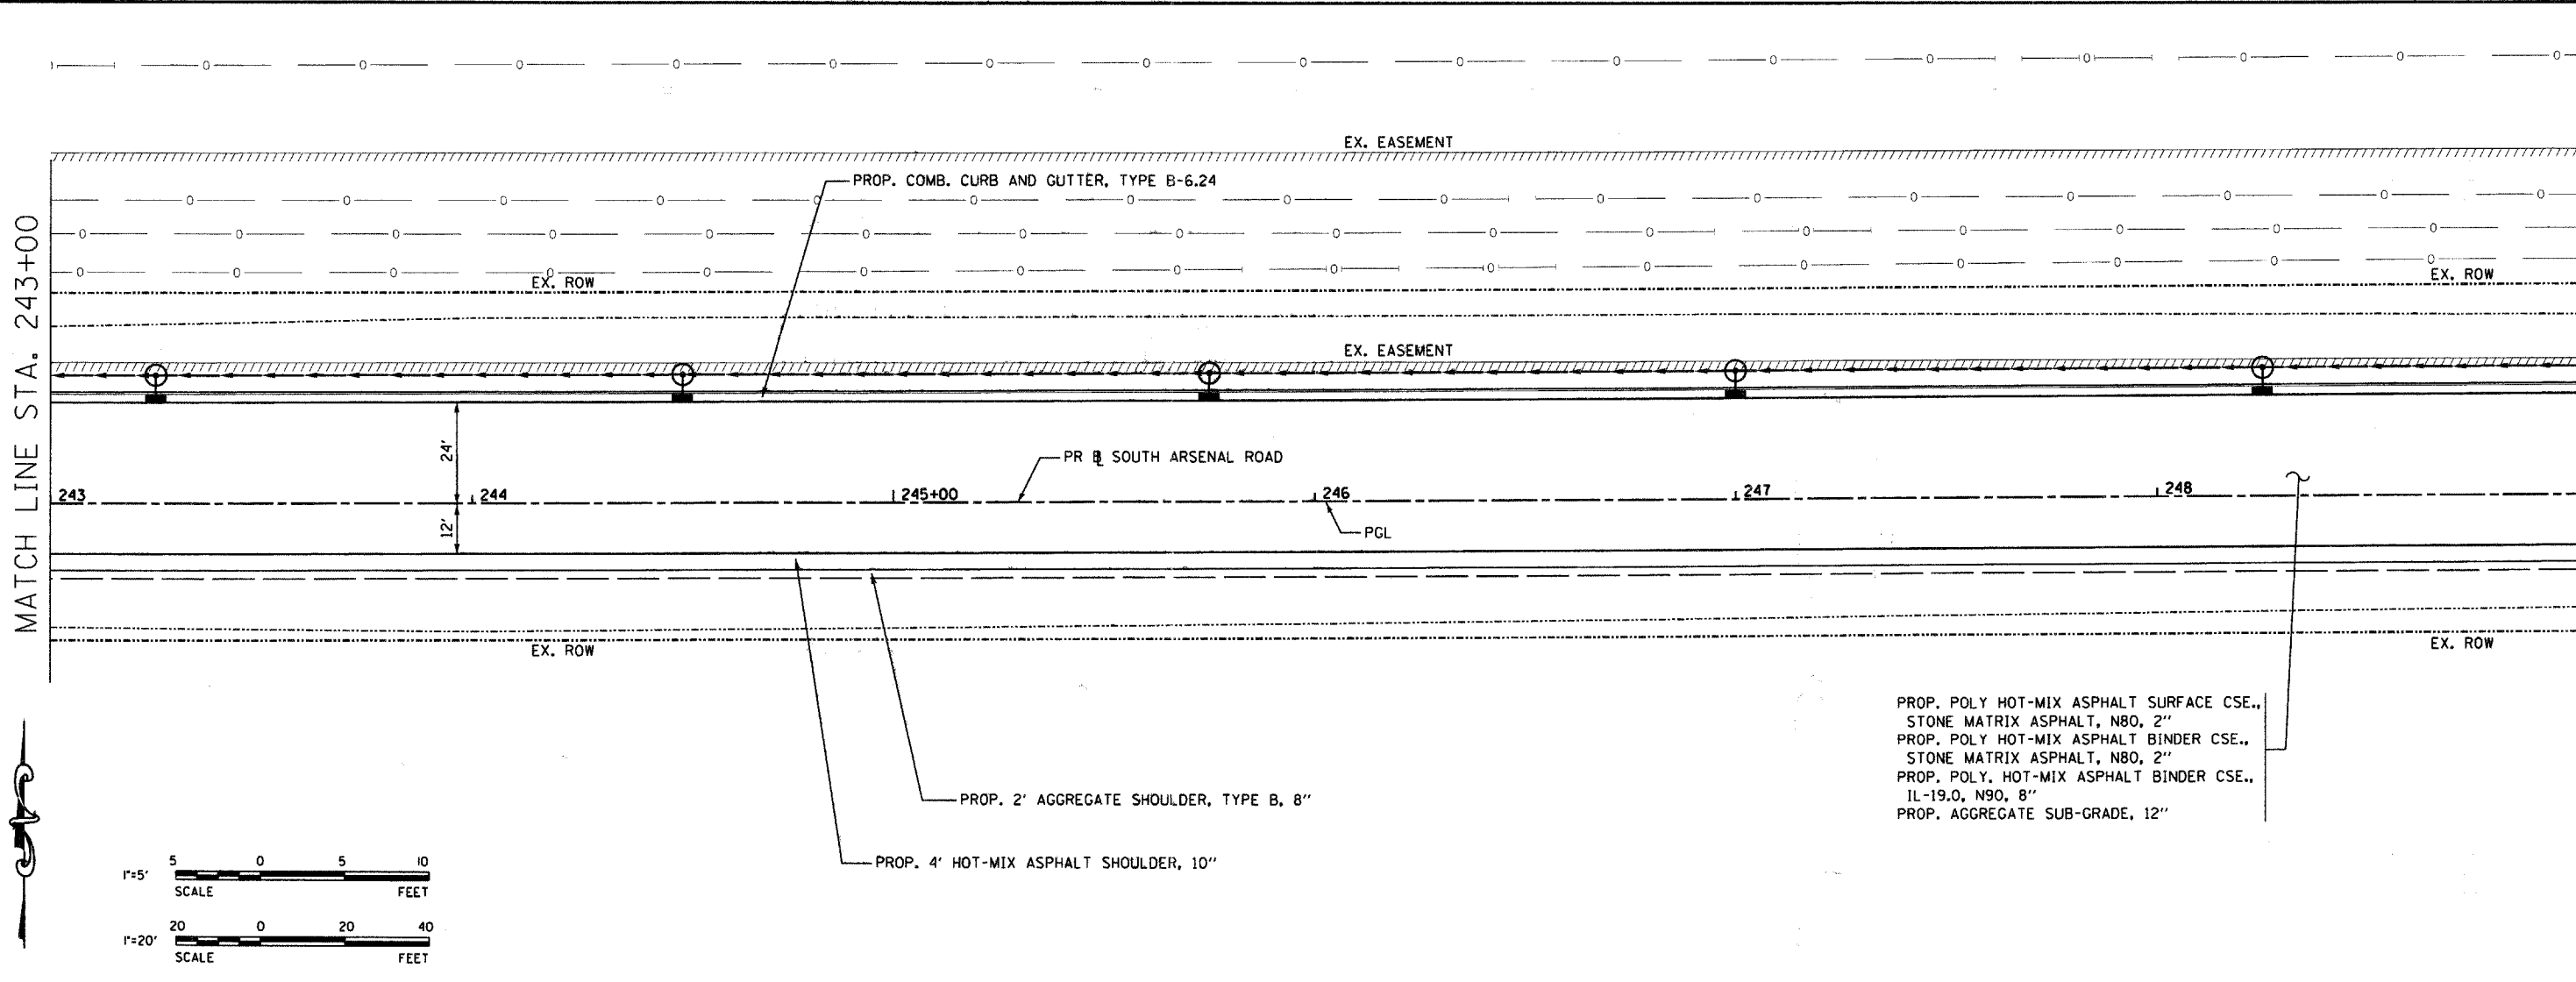 EX. EASEMENT
PROP. COMB. CURB AND GUTTER, TYPE B-6.24
MATCH LINE STA. 243+00
EX. ROW
EX. ROW
EX. EASEMENT
24'
PR ℄ SOUTH ARSENAL ROAD
243
244
245+00
246
247
248
12'
PGL
EX. ROW
EX. ROW
PROP. POLY HOT-MIX ASPHALT SURFACE CSE.,
STONE MATRIX ASPHALT, N80, 2"
PROP. POLY HOT-MIX ASPHALT BINDER CSE.,
STONE MATRIX ASPHALT, N80, 2"
PROP. POLY. HOT-MIX ASPHALT BINDER CSE.,
IL-19.0, N90, 8"
PROP. AGGREGATE SUB-GRADE, 12"
PROP. 2' AGGREGATE SHOULDER, TYPE B, 8"
PROP. 4' HOT-MIX ASPHALT SHOULDER, 10"
5 0 5 10
1"=5'
SCALE FEET
20 0 20 40
1"=20'
SCALE FEET